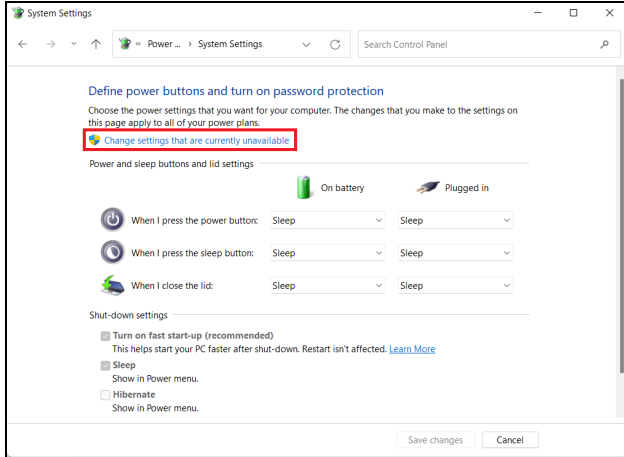 System Settings
« Power ... › System Settings
Search Control Panel
Define power buttons and turn on password protection
Choose the power settings that you want for your computer. The changes that you make to the settings on
this page apply to all of your power plans.
Change settings that are currently unavailable
Power and sleep buttons and lid settings
On battery Plugged in
When I press the power button: Sleep Sleep
When I press the sleep button: Sleep Sleep
When I close the lid: Sleep Sleep
Shut-down settings
Turn on fast start-up (recommended)
This helps start your PC faster after shut-down. Restart isn't affected. Learn More
Sleep
Show in Power menu.
Hibernate
Show in Power menu.
Save changes Cancel